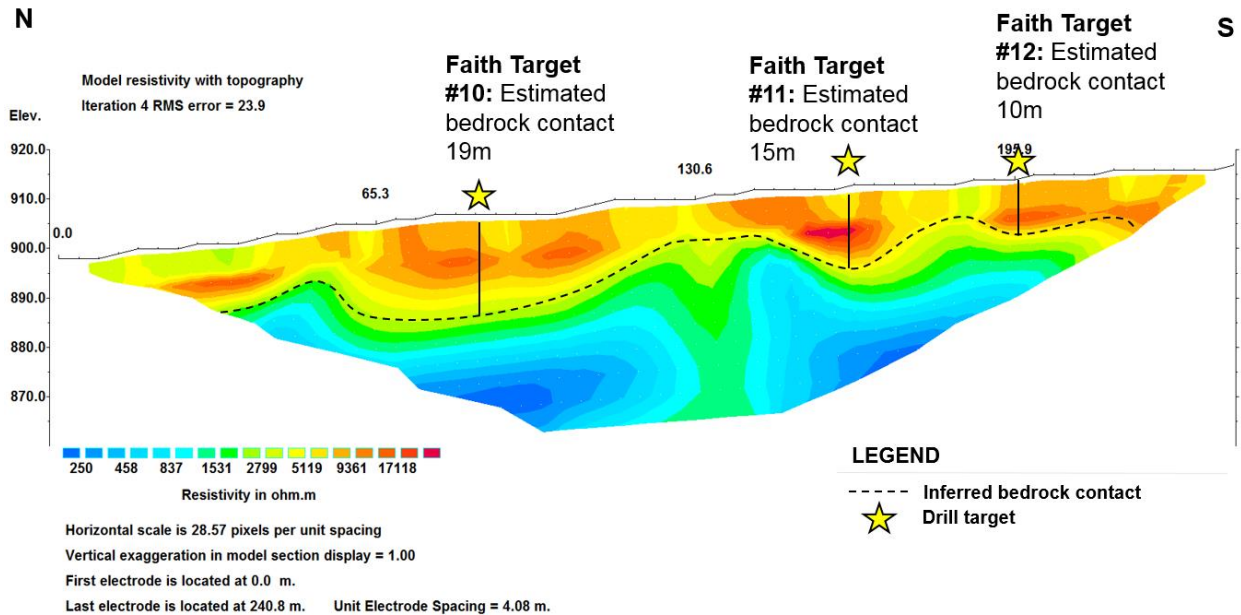 N
S
Faith Target
#12: Estimated
bedrock contact
10m
Faith Target
#10: Estimated
bedrock contact
19m
Faith Target
#11: Estimated
bedrock contact
15m
Model resistivity with topography
Iteration 4 RMS error = 23.9
Elev.
920.0
910.0
900.0
890.0
880.0
870.0
0.0
65.3
130.6
195.9
250 458 837 1531 2799 5119 9361 17118
Resistivity in ohm.m
LEGEND
Inferred bedrock contact
Drill target
Horizontal scale is 28.57 pixels per unit spacing
Vertical exaggeration in model section display = 1.00
First electrode is located at 0.0 m.
Last electrode is located at 240.8 m. Unit Electrode Spacing = 4.08 m.